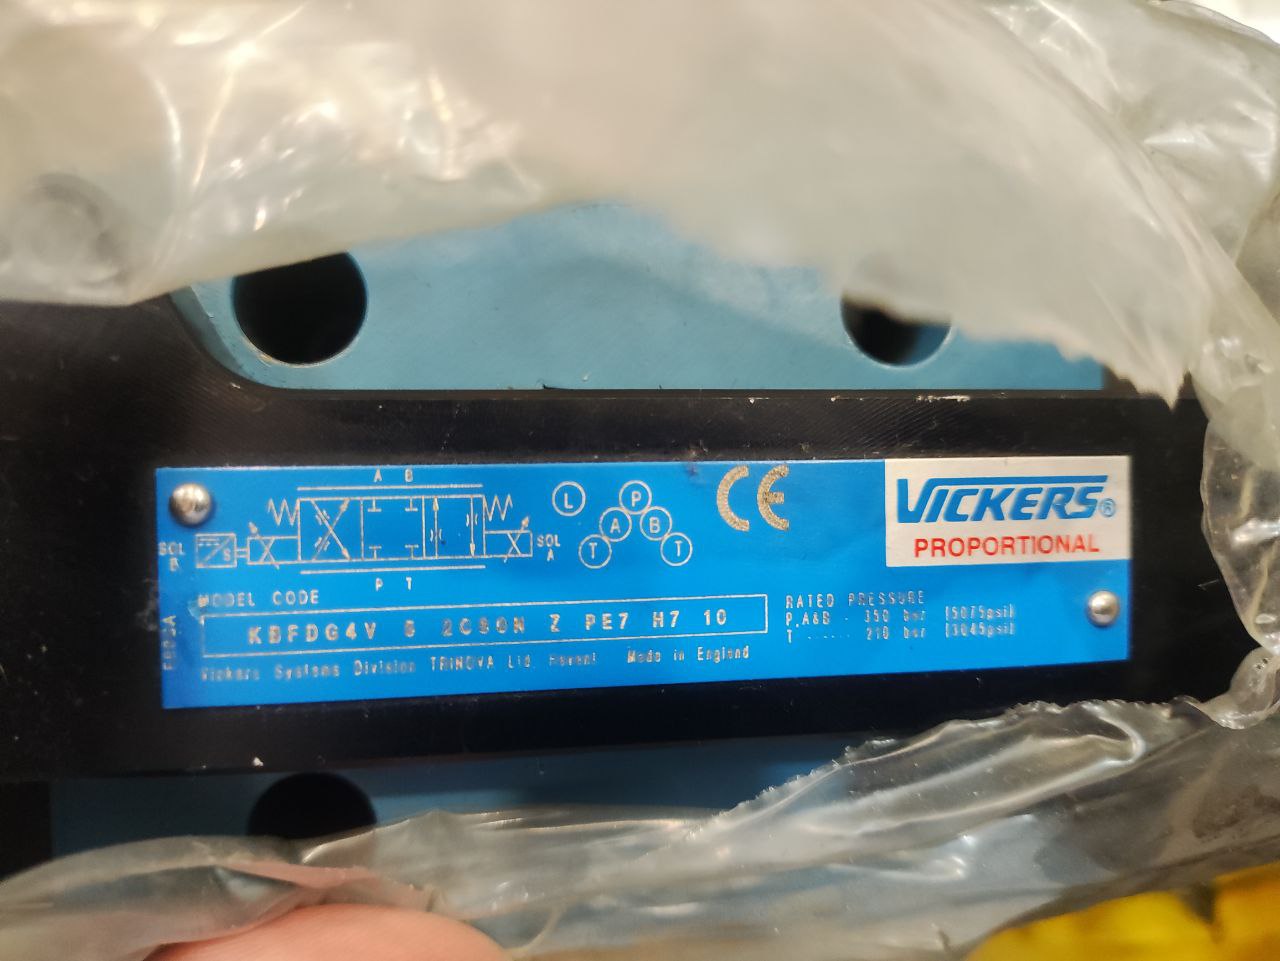 A B
L
P
A B
T T
CE
VICKERS®
PROPORTIONAL
SOL B
S
SOL A
P T
MODEL CODE
KBFDG4V 5 2C80N Z PE7 H7 10
Vickers Systems Division TRINOVA Ltd. Havant Made in England
RATED PRESSURE
P,A&B - 350 bar (5075psi)
T ...... 210 bar (3045psi)